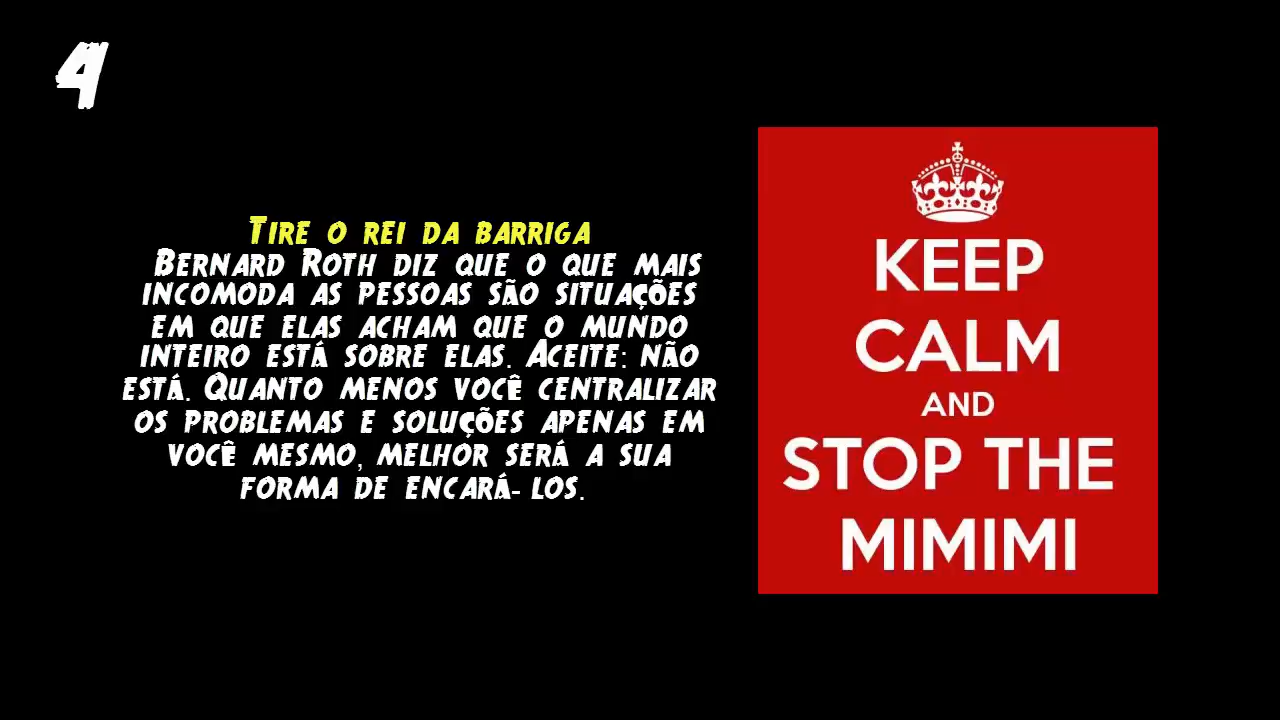 4
Tire o rei da barriga
Bernard Roth diz que o que mais
incomoda as pessoas são situações
em que elas acham que o mundo
inteiro está sobre elas. Aceite: não
está. Quanto menos você centralizar
os problemas e soluções apenas em
você mesmo, melhor será a sua
forma de encará-los.
KEEP
CALM
AND
STOP THE
MIMIMI